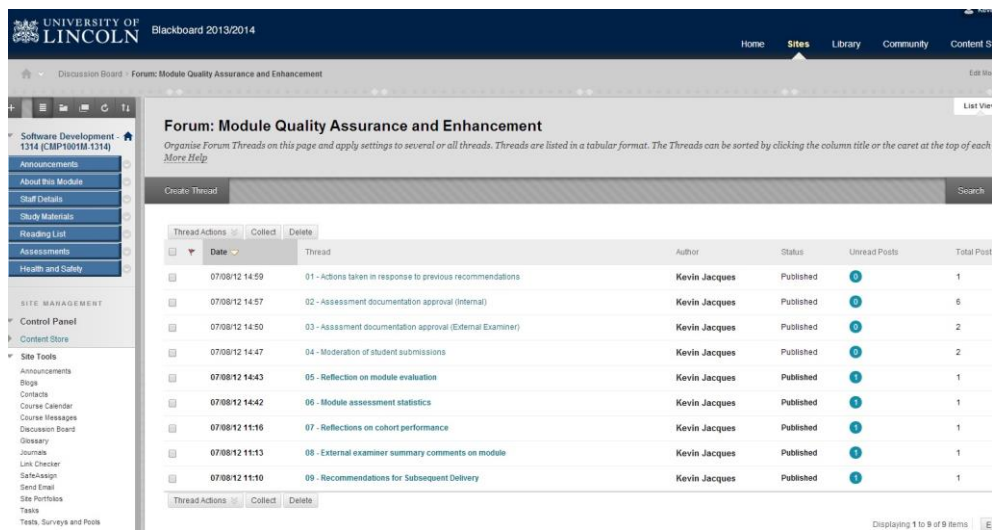 UNIVERSITY OF
LINCOLN
Blackboard 2013/2014
Home Sites Library Community Content S
Discussion Board / Forum: Module Quality Assurance and Enhancement
Software Development - 1314 (CMP1001M-1314)
Announcements
About this Module
Staff Details
Study Materials
Reading List
Assessments
Health and Safety
SITE MANAGEMENT
Control Panel
Content Store
Site Tools
Announcements
Blogs
Contacts
Course Calendar
Course Messages
Discussion Board
Glossary
Journals
Link Checker
SafeAssign
Send Email
Site Portfolios
Tasks
Tests, Surveys and Pools
List View
Forum: Module Quality Assurance and Enhancement
Organise Forum Threads on this page and apply settings to several or all threads. Threads are listed in a tabular format. The Threads can be sorted by clicking the column title or the caret at the top of each
More Help
Create Thread Search
Thread Actions Collect Delete
Date Thread Author Status Unread Posts Total Post
07/08/12 14:59 01 - Actions taken in response to previous recommendations Kevin Jacques Published 0 1
07/08/12 14:57 02 - Assessment documentation approval (Internal) Kevin Jacques Published 0 6
07/08/12 14:50 03 - Asssment documentation approval (External Examiner) Kevin Jacques Published 0 2
07/08/12 14:47 04 - Moderation of student submissions Kevin Jacques Published 0 2
07/08/12 14:43 05 - Reflection on module evaluation Kevin Jacques Published 1 1
07/08/12 14:42 06 - Module assessment statistics Kevin Jacques Published 1 1
07/08/12 11:16 07 - Reflections on cohort performance Kevin Jacques Published 1 1
07/08/12 11:13 08 - External examiner summary comments on module Kevin Jacques Published 1 1
07/08/12 11:10 09 - Recommendations for Subsequent Delivery Kevin Jacques Published 1 1
Thread Actions Collect Delete
Displaying 1 to 9 of 9 items